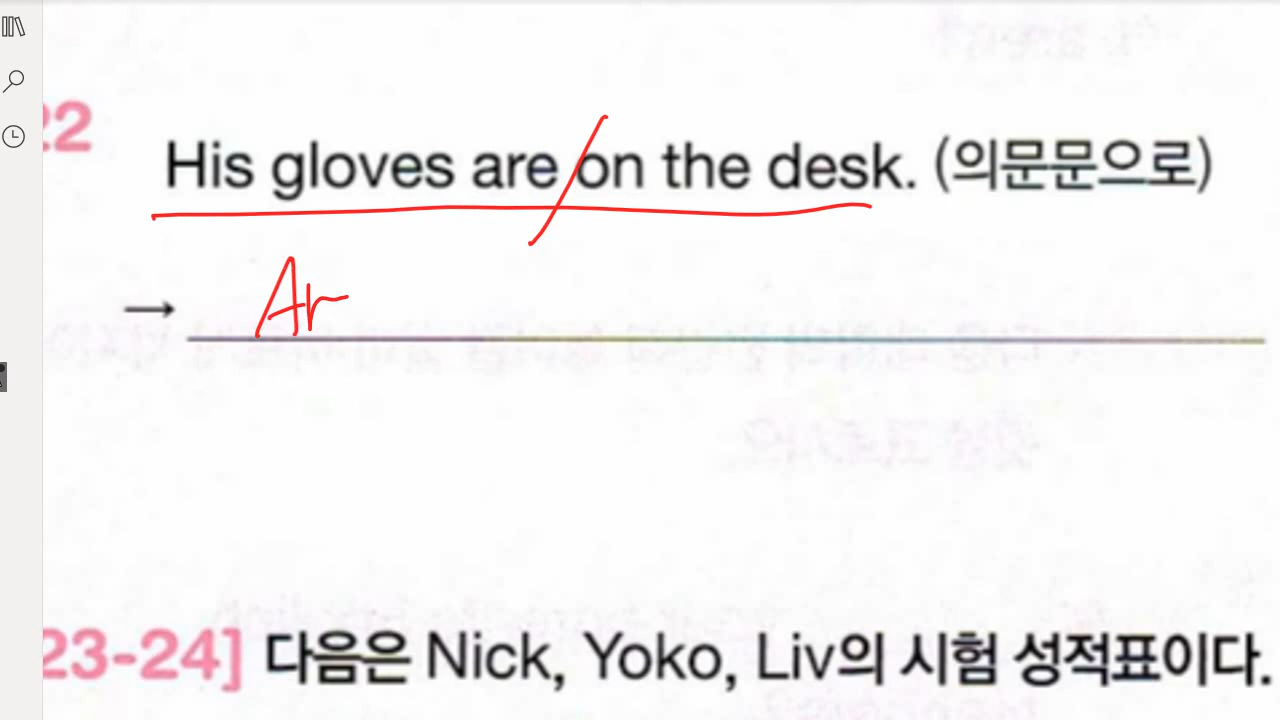 22
His gloves are on the desk. (의문문으로)
→ Ar
23-24] 다음은 Nick, Yoko, Liv의 시험 성적표이다.